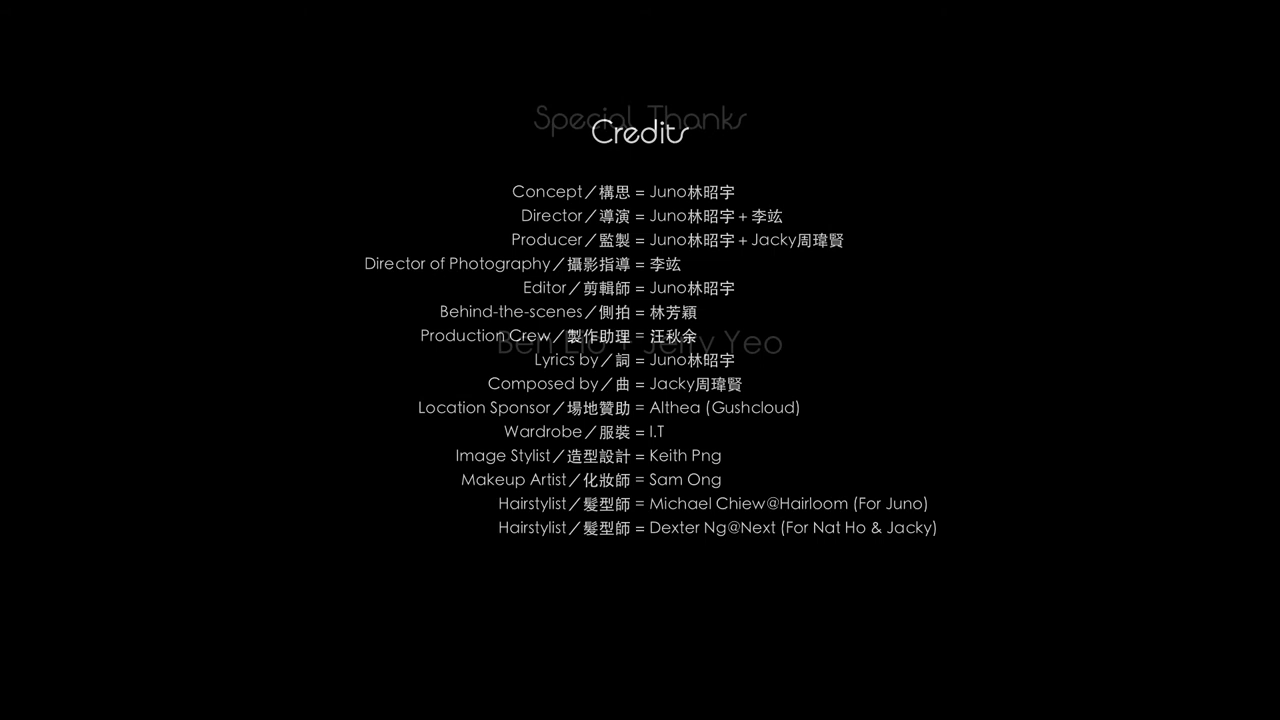 Special Thanks
Credits
Concept／構思 = Juno林昭宇
Director／導演 = Juno林昭宇 + 李竑
Producer／監製 = Juno林昭宇 + Jacky周瑋賢
Director of Photography／攝影指導 = 李竑
Editor／剪輯師 = Juno林昭宇
Behind-the-scenes／側拍 = 林芳穎
Production Crew／製作助理 = 汪秋余
Jerry Yeo
Lyrics by／詞 = Juno林昭宇
Composed by／曲 = Jacky周瑋賢
Location Sponsor／場地贊助 = Althea (Gushcloud)
Wardrobe／服裝 = I.T
Image Stylist／造型設計 = Keith Png
Makeup Artist／化妝師 = Sam Ong
Hairstylist／髮型師 = Michael Chiew@Hairloom (For Juno)
Hairstylist／髮型師 = Dexter Ng@Next (For Nat Ho & Jacky)